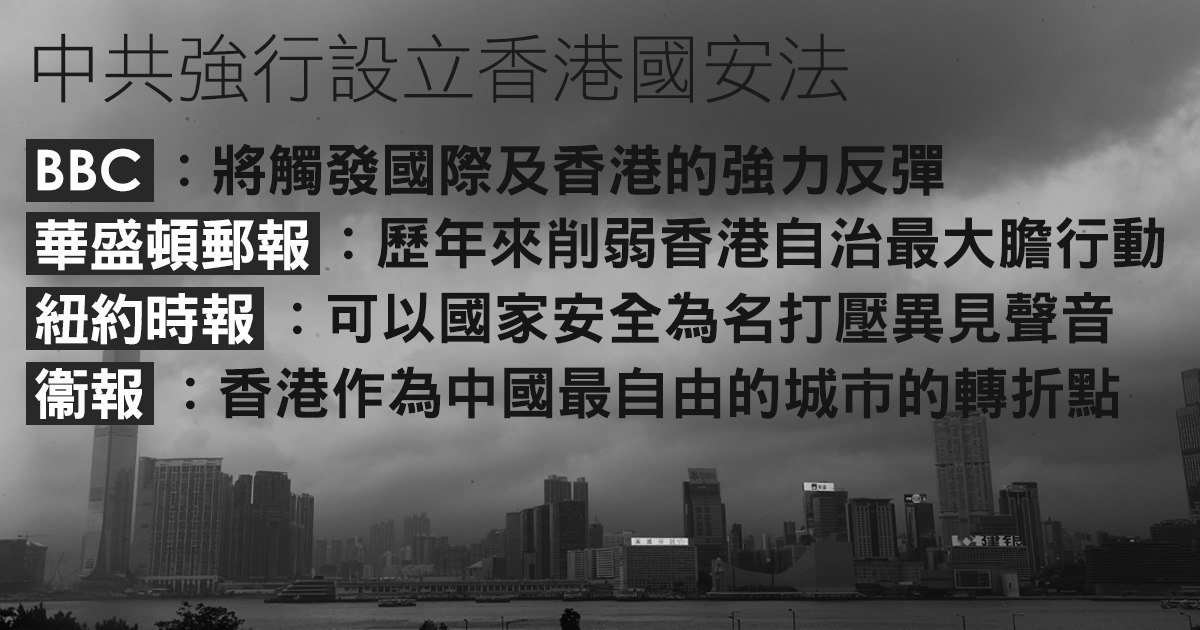 中共強行設立香港國安法
BBC：將觸發國際及香港的強力反彈
華盛頓郵報：歷年來削弱香港自治最大膽行動
紐約時報：可以國家安全為名打壓異見聲音
衞報：香港作為中國最自由的城市的轉折點